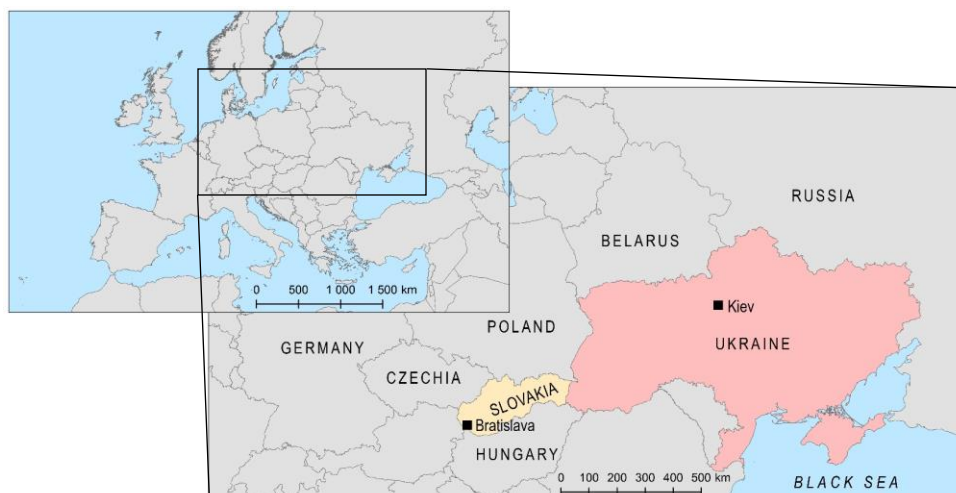 0 500 1 000 1 500 km
RUSSIA
BELARUS
Kiev
POLAND
UKRAINE
GERMANY
CZECHIA
SLOVAKIA
Bratislava
HUNGARY
0 100 200 300 400 500 km
BLACK SEA